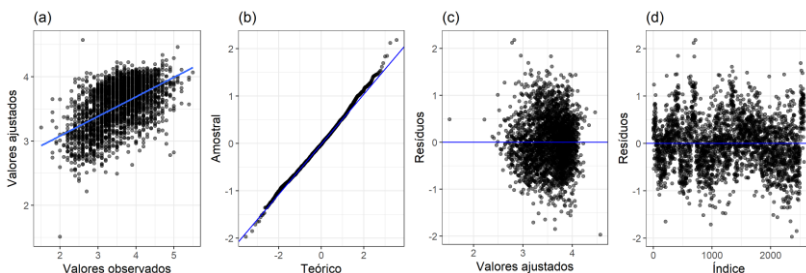 (a)
Valores ajustados
4
3
2
2
3
4
5
Valores observados
(b)
Amostral
2
1
0
-1
-2
-2
0
2
Teórico
(c)
Resíduos
2
1
0
-1
-2
2
3
4
Valores ajustados
(d)
Resíduos
2
1
0
-1
-2
0
1000
2000
Índice